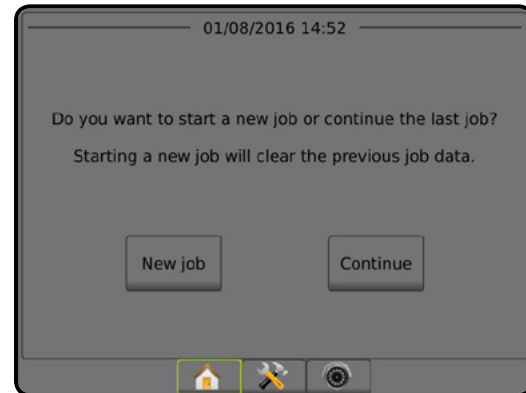 01/08/2016 14:52
Do you want to start a new job or continue the last job?
Starting a new job will clear the previous job data.
New job
Continue